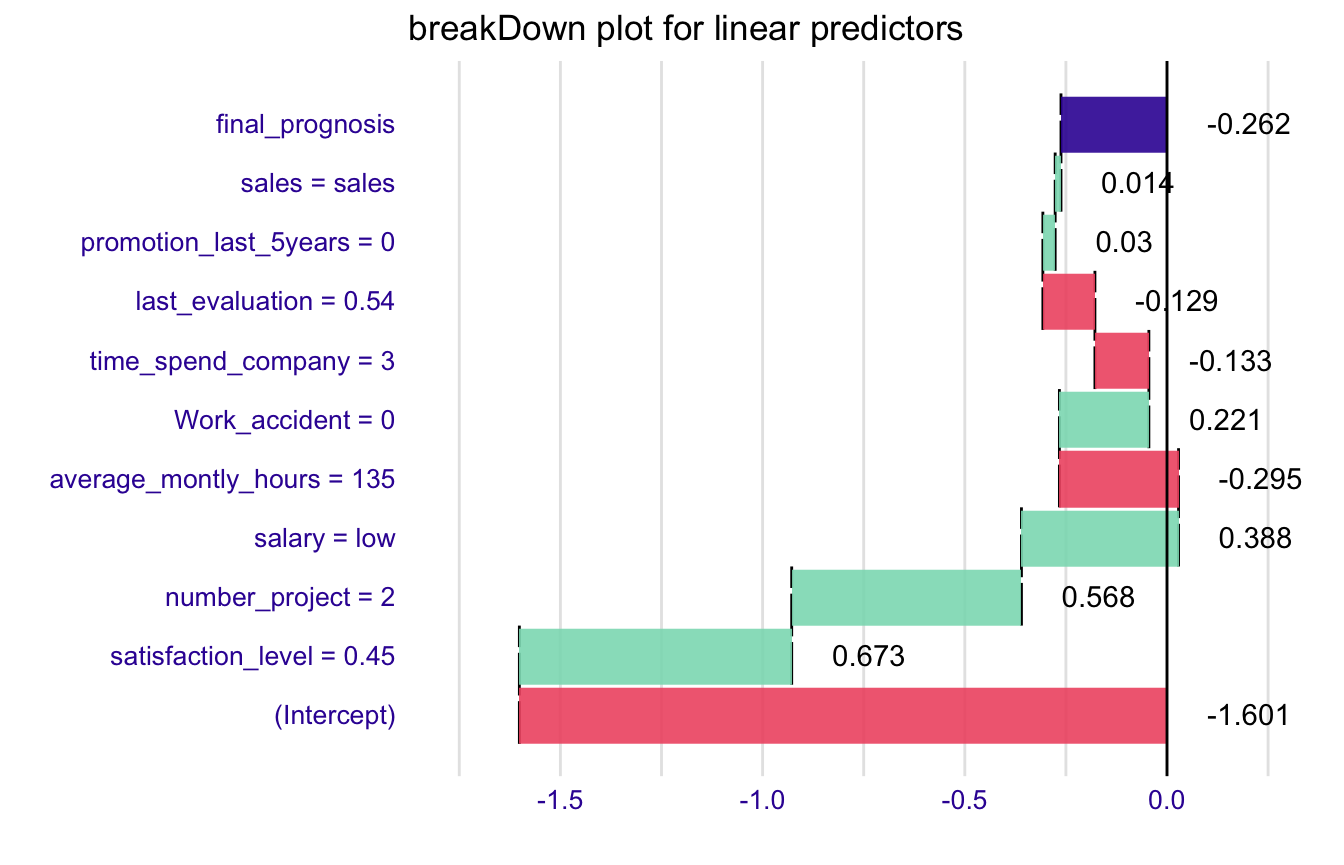 breakDown plot for linear predictors
final_prognosis -0.262
sales = sales 0.014
promotion_last_5years = 0 0.03
last_evaluation = 0.54 -0.129
time_spend_company = 3 -0.133
Work_accident = 0 0.221
average_montly_hours = 135 -0.295
salary = low 0.388
number_project = 2 0.568
satisfaction_level = 0.45 0.673
(Intercept) -1.601
-1.5 -1.0 -0.5 0.0